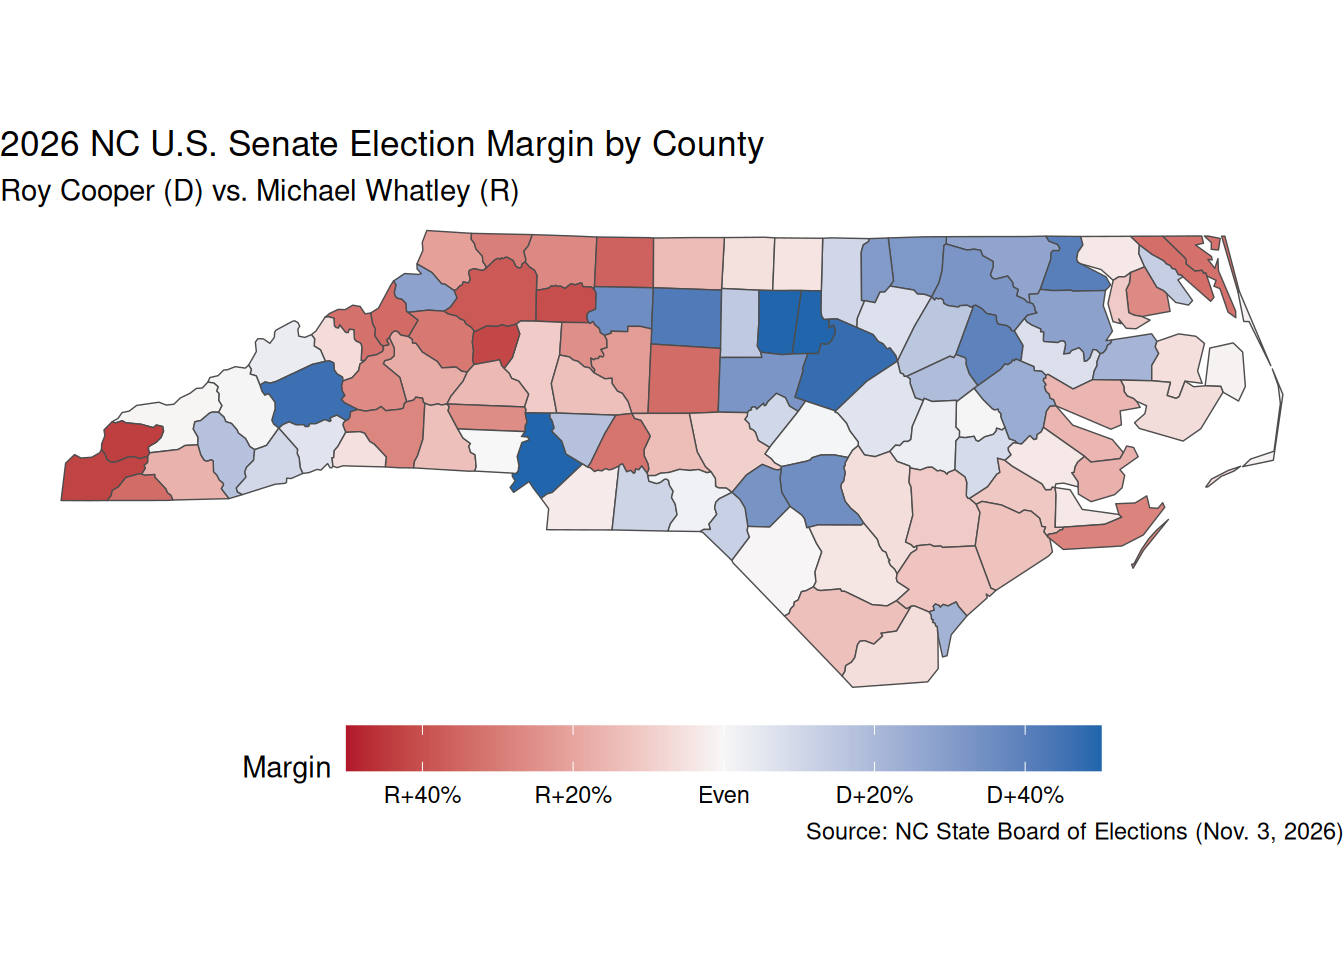 2026 NC U.S. Senate Election Margin by County
Roy Cooper (D) vs. Michael Whatley (R)
Margin
R+40% R+20% Even D+20% D+40%
Source: NC State Board of Elections (Nov. 3, 2026)